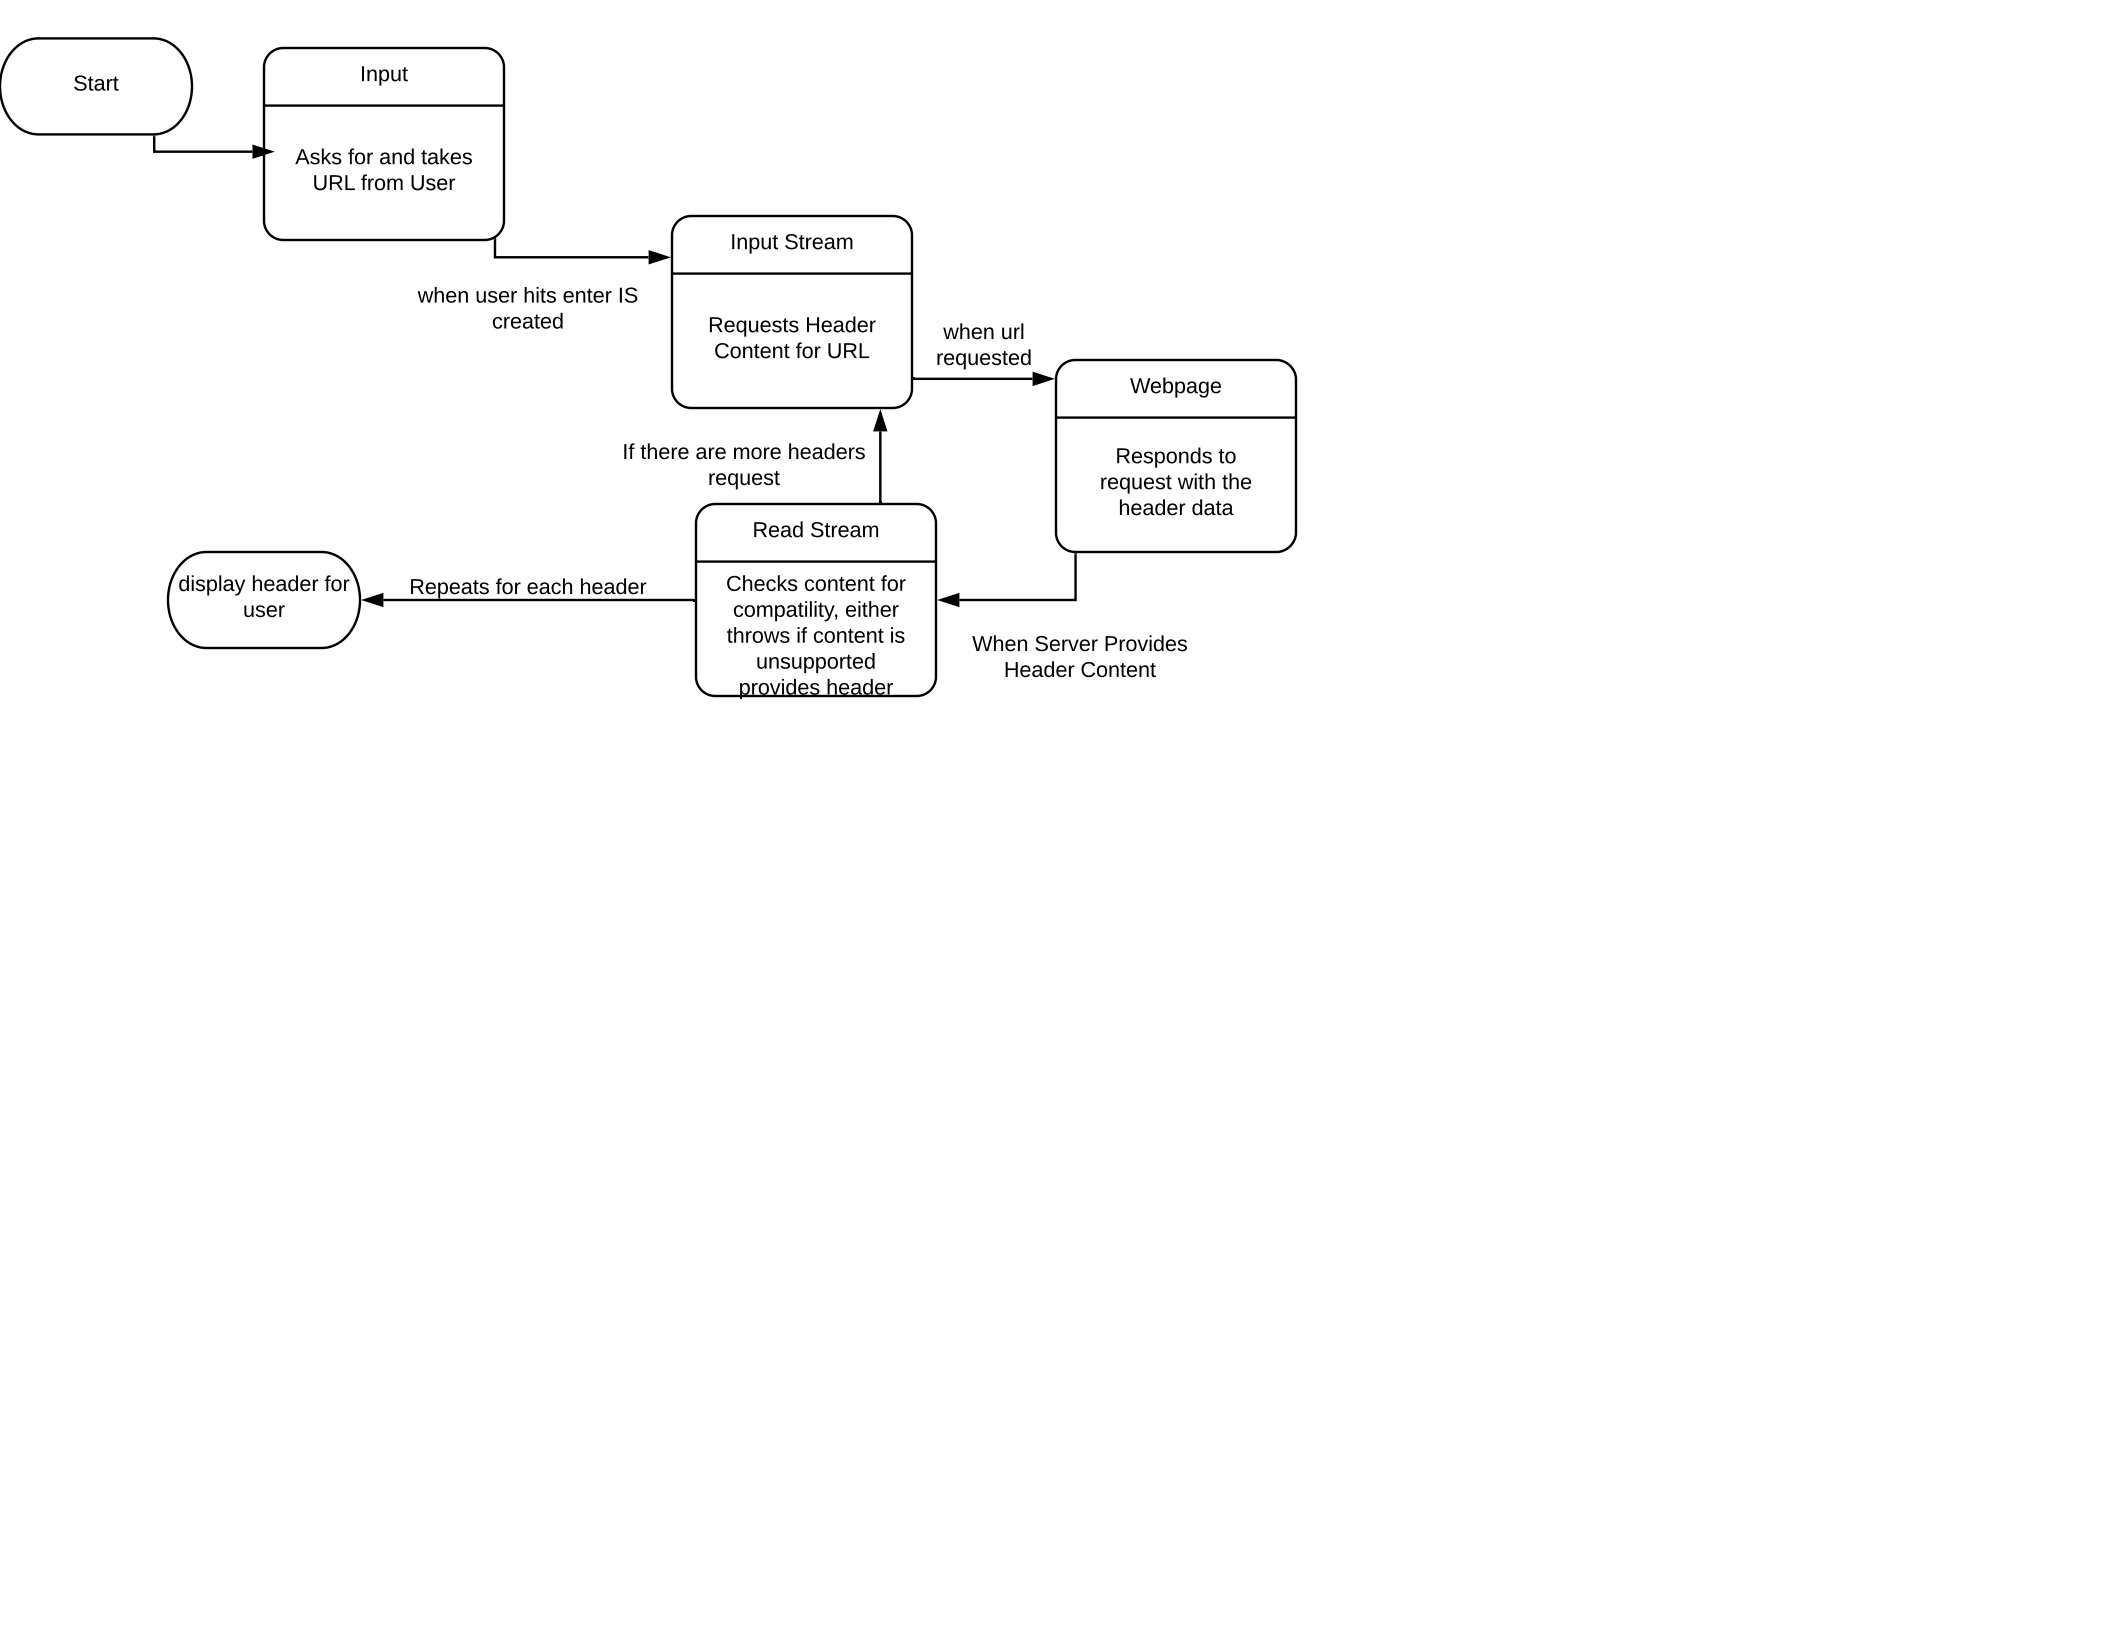 Start
Input
Asks for and takes
URL from User
when user hits enter IS
created
Input Stream
Requests Header
Content for URL
when url
requested
Webpage
Responds to
request with the
header data
If there are more headers
request
Read Stream
Checks content for
compatility, either
throws if content is
unsupported
provides header
Repeats for each header
display header for
user
When Server Provides
Header Content